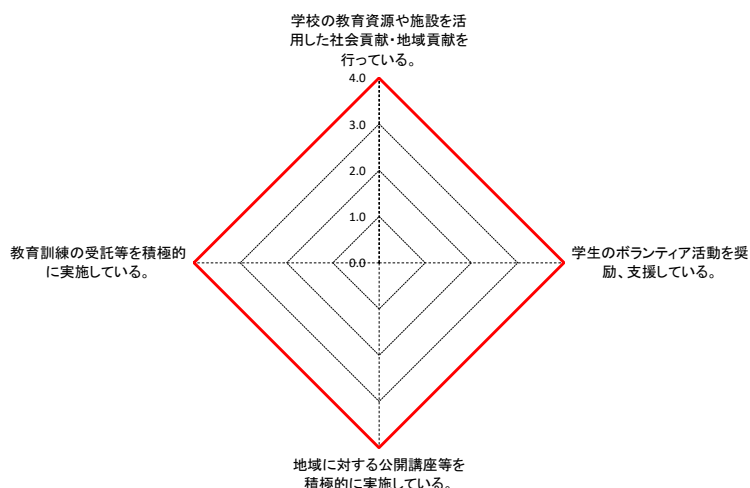 学校の教育資源や施設を活
用した社会貢献・地域貢献を
行っている。
4.0
3.0
2.0
1.0
0.0
教育訓練の受託等を積極的
に実施している。
学生のボランティア活動を奨
励、支援している。
地域に対する公開講座等を
積極的に実施している。